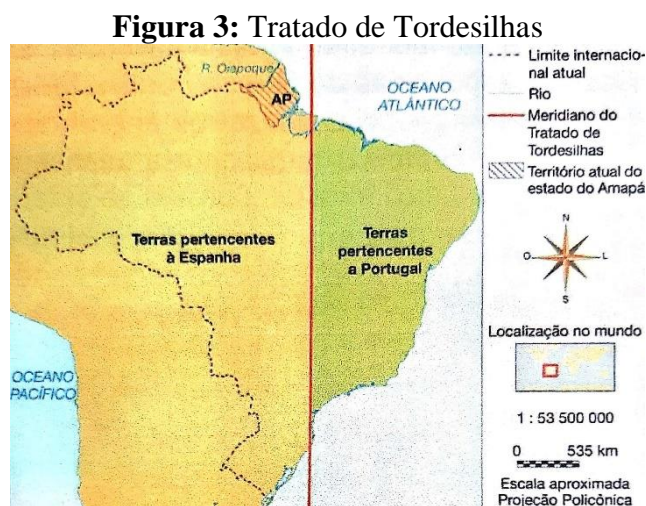 Figura 3: Tratado de Tordesilhas
R. Oiapoque
AP
OCEANO
ATLÂNTICO
Terras pertencentes
à Espanha
Terras
pertencentes
a Portugal
OCEANO
PACÍFICO
Limite internacio-
nal atual
Rio
Meridiano do
Tratado de
Tordesilhas
Território atual do
estado do Amapá
N
O
L
S
Localização no mundo
1 : 53 500 000
0 535 km
Escala aproximada
Projeção Policônica